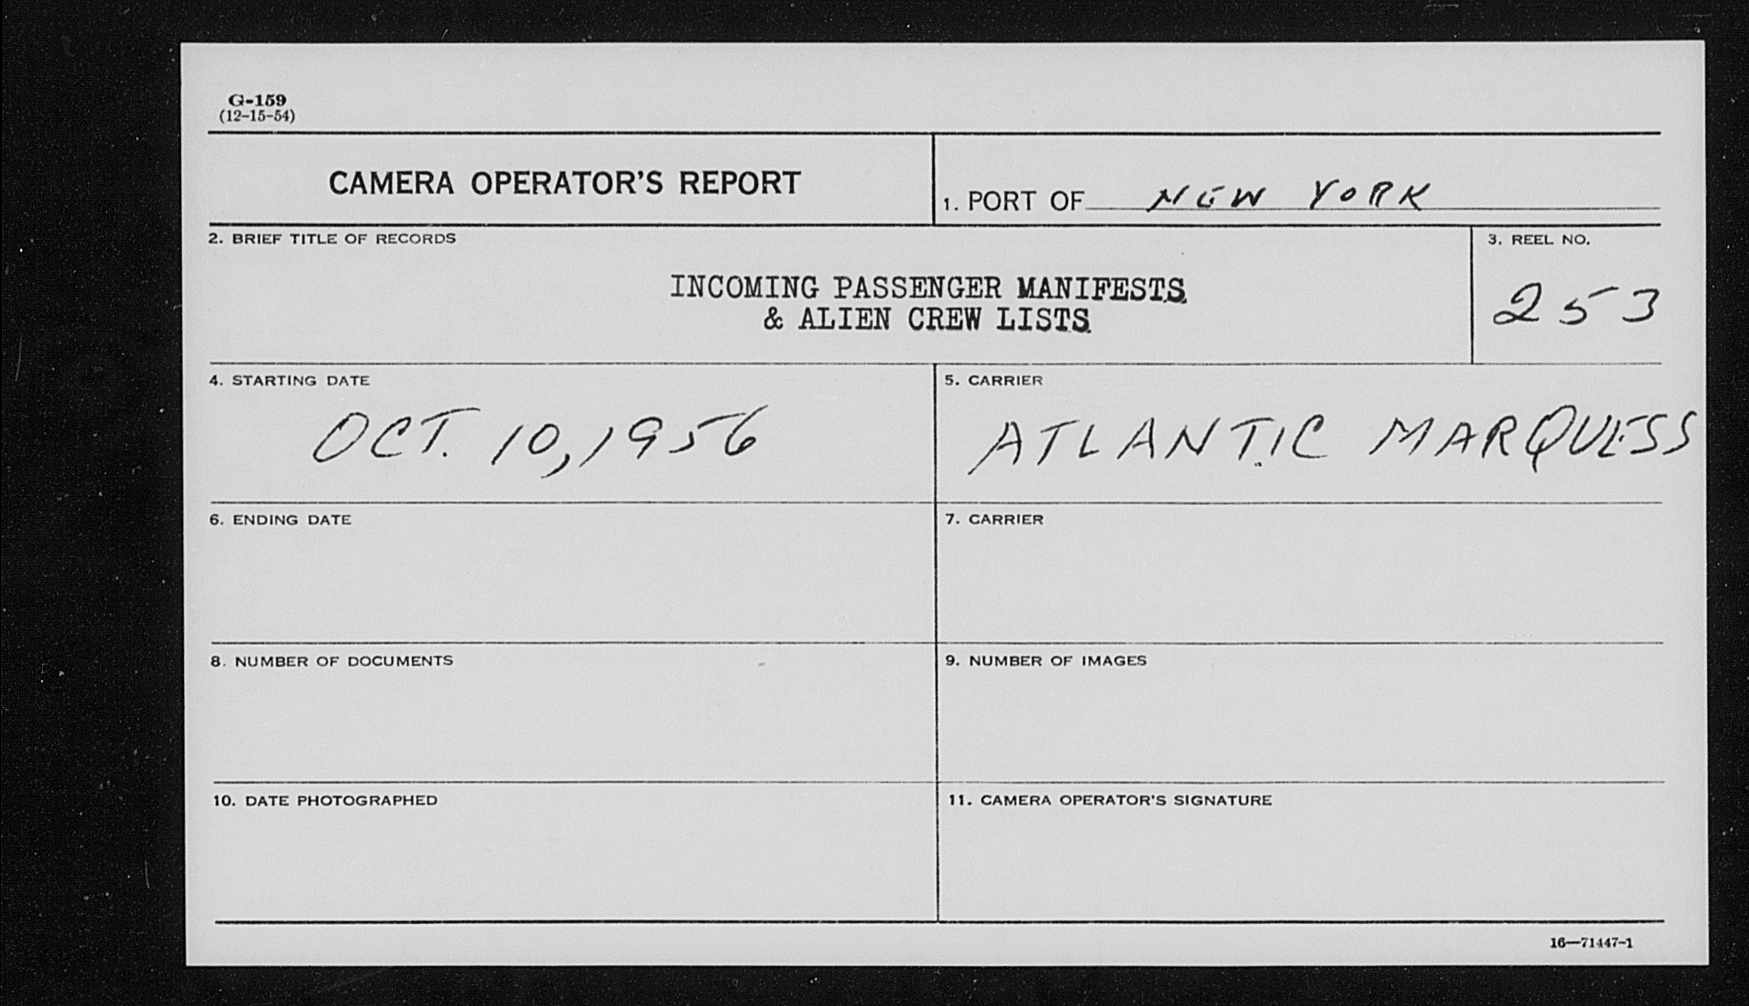 G-159
(12-15-54)
CAMERA OPERATOR'S REPORT
1. PORT OF NEW YORK
2. BRIEF TITLE OF RECORDS
INCOMING PASSENGER MANIFESTS
& ALIEN CREW LISTS
3. REEL NO.
253
4. STARTING DATE
OCT. 10, 1956
5. CARRIER
ATLANTIC MARQUESS
6. ENDING DATE
7. CARRIER
8. NUMBER OF DOCUMENTS
9. NUMBER OF IMAGES
10. DATE PHOTOGRAPHED
11. CAMERA OPERATOR'S SIGNATURE
16—71447-1